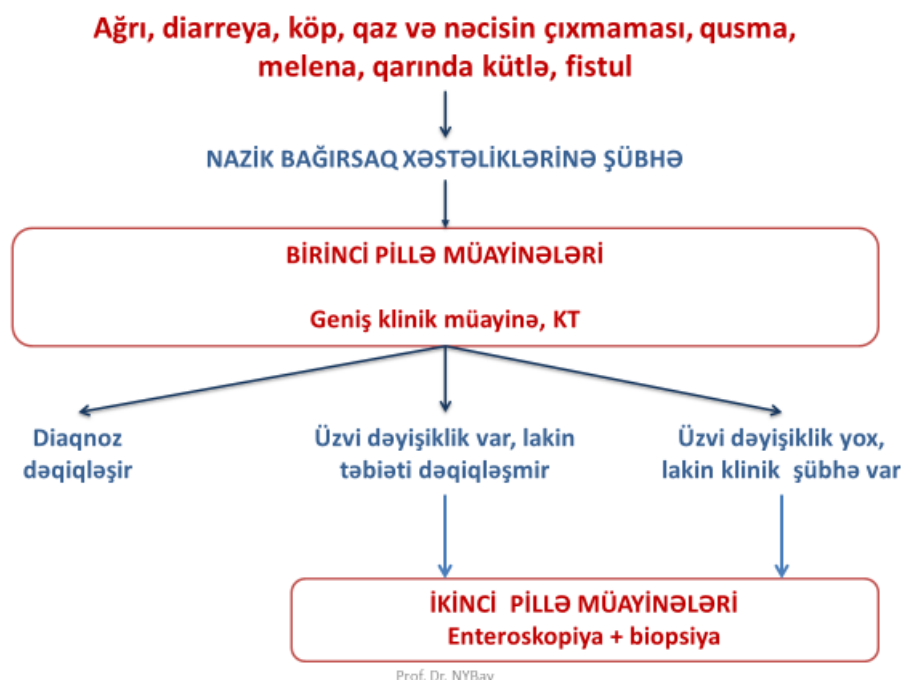 Ağrı, diarreya, köp, qaz və nəcisin çıxmaması, qusma,
melena, qarında kütlə, fistul
NAZİK BAĞIRSAQ XƏSTƏLİKLƏRİNƏ ŞÜBHƏ
BİRİNCİ PİLLƏ MÜAYİNƏLƏRİ
Geniş klinik müayinə, KT
Diaqnoz
dəqiqləşir
Üzvi dəyişiklik var, lakin
təbiəti dəqiqləşmir
Üzvi dəyişiklik yox,
lakin klinik şübhə var
İKİNCİ PİLLƏ MÜAYİNƏLƏRİ
Enteroskopiya + biopsiya
Prof. Dr. NYBay